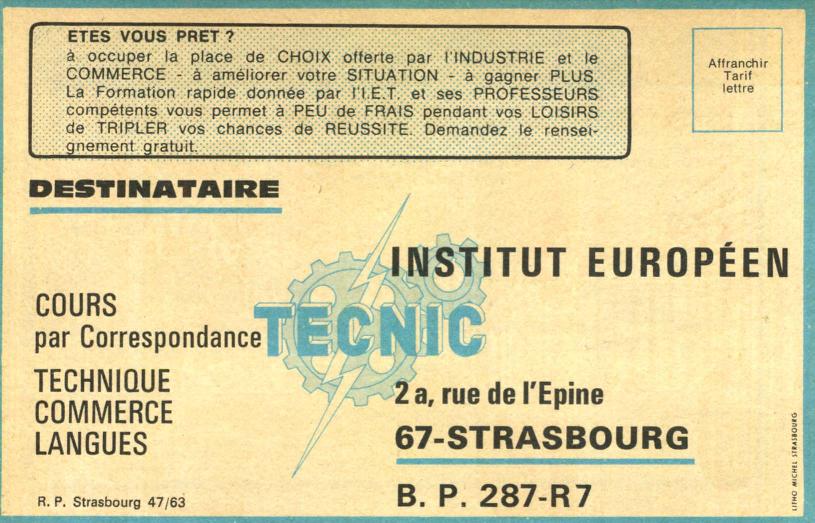 ETES VOUS PRET ?
à occuper la place de CHOIX offerte par l'INDUSTRIE et le
COMMERCE - à améliorer votre SITUATION - à gagner PLUS.
La Formation rapide donnée par l'I.E.T. et ses PROFESSEURS
compétents vous permet à PEU de FRAIS pendant vos LOISIRS
de TRIPLER vos chances de REUSSITE. Demandez le rensei-
gnement gratuit.
Affranchir
Tarif
lettre
DESTINATAIRE
INSTITUT EUROPÉEN
TECNIC
COURS
par Correspondance
TECHNIQUE
COMMERCE
LANGUES
2 a, rue de l'Epine
67-STRASBOURG
B. P. 287-R7
R. P. Strasbourg 47/63
LITHO MICHEL STRASBOURG